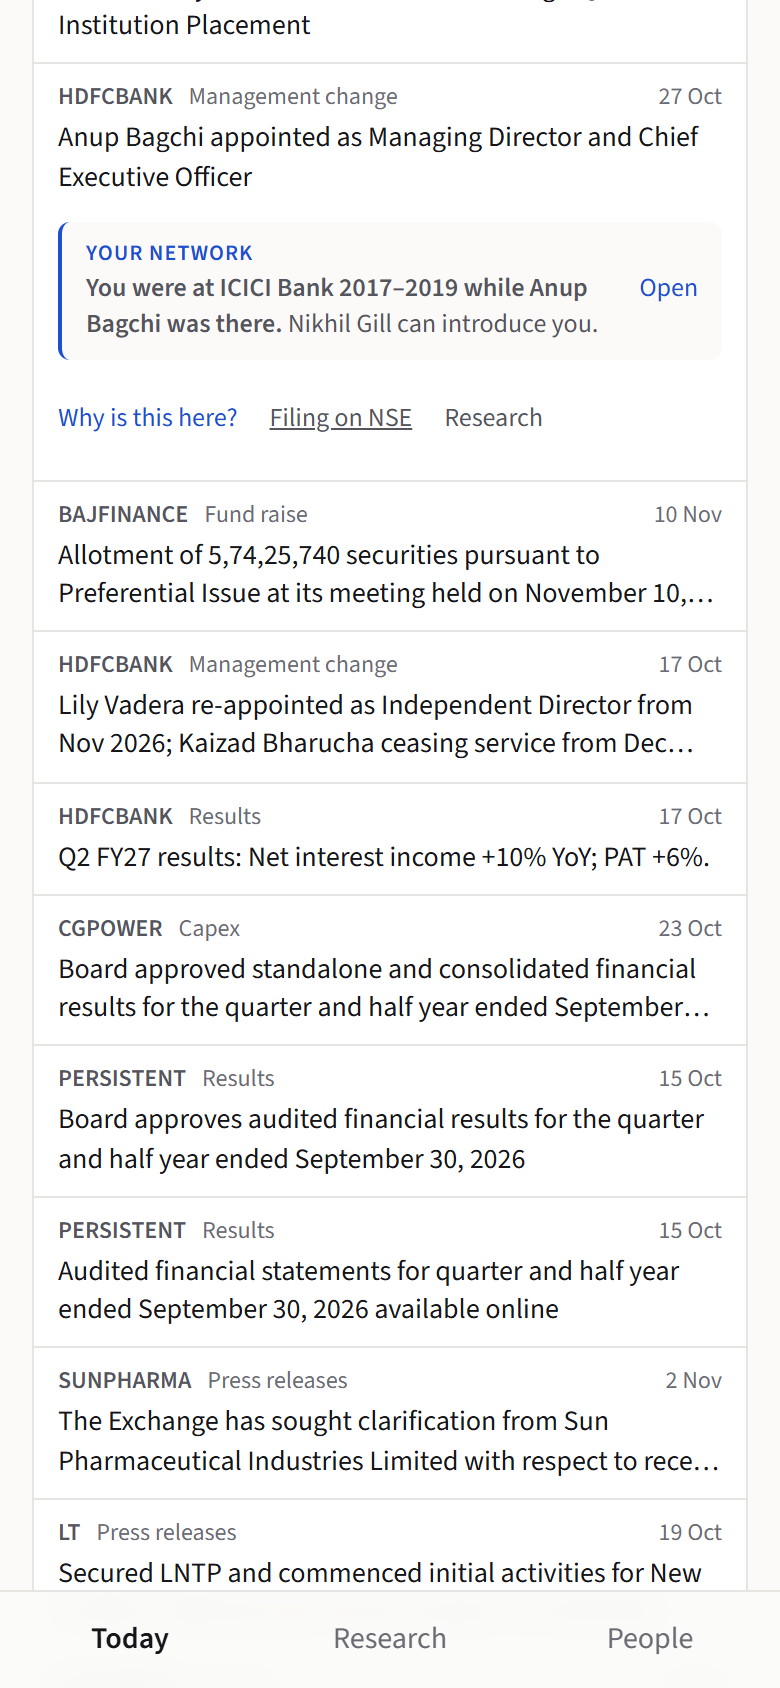 Institution Placement
HDFCBANK Management change 27 Oct
Anup Bagchi appointed as Managing Director and Chief
Executive Officer
YOUR NETWORK
You were at ICICI Bank 2017–2019 while Anup
Bagchi was there. Nikhil Gill can introduce you.
Open
Why is this here? Filing on NSE Research
BAJFINANCE Fund raise 10 Nov
Allotment of 5,74,25,740 securities pursuant to
Preferential Issue at its meeting held on November 10,…
HDFCBANK Management change 17 Oct
Lily Vadera re-appointed as Independent Director from
Nov 2026; Kaizad Bharucha ceasing service from Dec…
HDFCBANK Results 17 Oct
Q2 FY27 results: Net interest income +10% YoY; PAT +6%.
CGPOWER Capex 23 Oct
Board approved standalone and consolidated financial
results for the quarter and half year ended September…
PERSISTENT Results 15 Oct
Board approves audited financial results for the quarter
and half year ended September 30, 2026
PERSISTENT Results 15 Oct
Audited financial statements for quarter and half year
ended September 30, 2026 available online
SUNPHARMA Press releases 2 Nov
The Exchange has sought clarification from Sun
Pharmaceutical Industries Limited with respect to rece…
LT Press releases 19 Oct
Secured LNTP and commenced initial activities for New
Today Research People